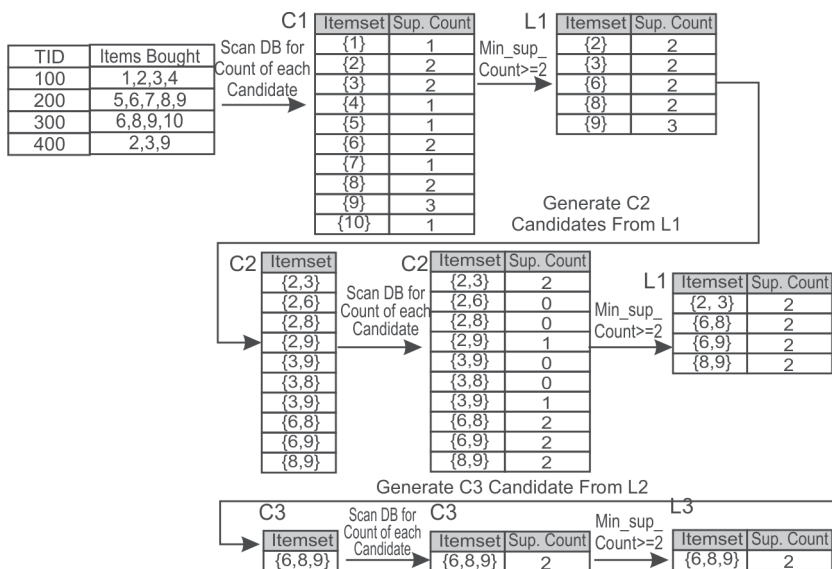 TID Items Bought
100 1,2,3,4
200 5,6,7,8,9
300 6,8,9,10
400 2,3,9
Scan DB for
Count of each
Candidate
C1
Itemset Sup. Count
{1} 1
{2} 2
{3} 2
{4} 1
{5} 1
{6} 2
{7} 1
{8} 2
{9} 3
{10} 1
Min_sup_
Count>=2
L1
Itemset Sup. Count
{2} 2
{3} 2
{6} 2
{8} 2
{9} 3
Generate C2
Candidates From L1
C2
Itemset
{2,3}
{2,6}
{2,8}
{2,9}
{3,9}
{3,8}
{3,9}
{6,8}
{6,9}
{8,9}
Scan DB for
Count of each
Candidate
C2
Itemset Sup. Count
{2,3} 2
{2,6} 0
{2,8} 0
{2,9} 1
{3,9} 0
{3,8} 0
{3,9} 1
{6,8} 2
{6,9} 2
{8,9} 2
Min_sup_
Count>=2
L1
Itemset Sup. Count
{2, 3} 2
{6,8} 2
{6,9} 2
{8,9} 2
Generate C3 Candidate From L2
C3
Itemset
{6,8,9}
Scan DB for
Count of each
Candidate
C3
Itemset Sup. Count
{6,8,9} 2
Min_sup_
Count>=2
L3
Itemset Sup. Count
{6,8,9} 2